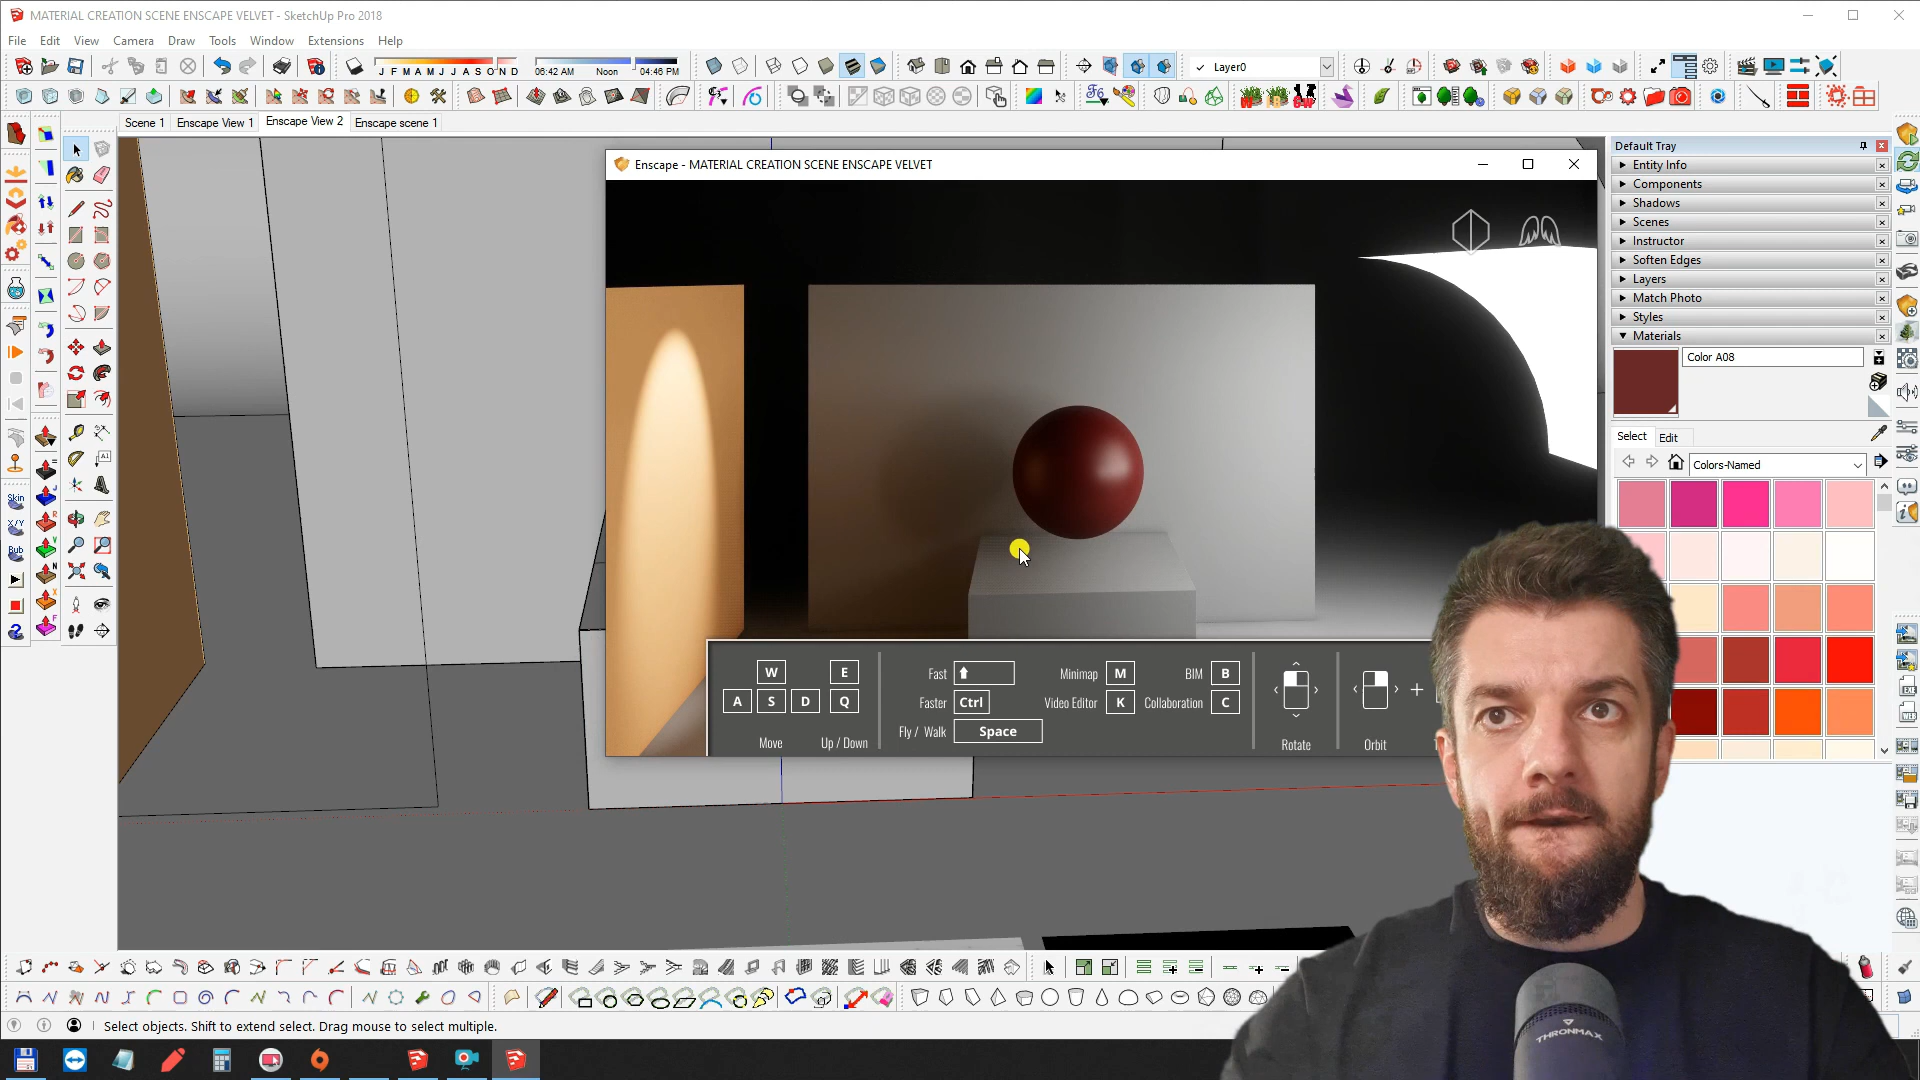 MATERIAL CREATION SCENE ENSCAPE VELVET - SketchUp Pro 2018
File Edit View Camera Draw Tools Window Extensions Help
J F M A M J J A S O N D 06:42 AM Noon 04:46 PM Layer0
Scene 1 Enscape View 1 Enscape View 2 Enscape scene 1
Default Tray
Enscape - MATERIAL CREATION SCENE ENSCAPE VELVET
Entity Info
Components
Shadows
Scenes
Instructor
Soften Edges
Layers
Match Photo
Styles
Materials
Color A08
Select Edit
Colors-Named
Skin
X/Y
Bub
W E Fast Minimap M BIM B
A S D Q Faster Ctrl Video Editor K Collaboration C
Fly / Walk Space
Move Up / Down Rotate Orbit
THRONMAX
Select objects. Shift to extend select. Drag mouse to select multiple.